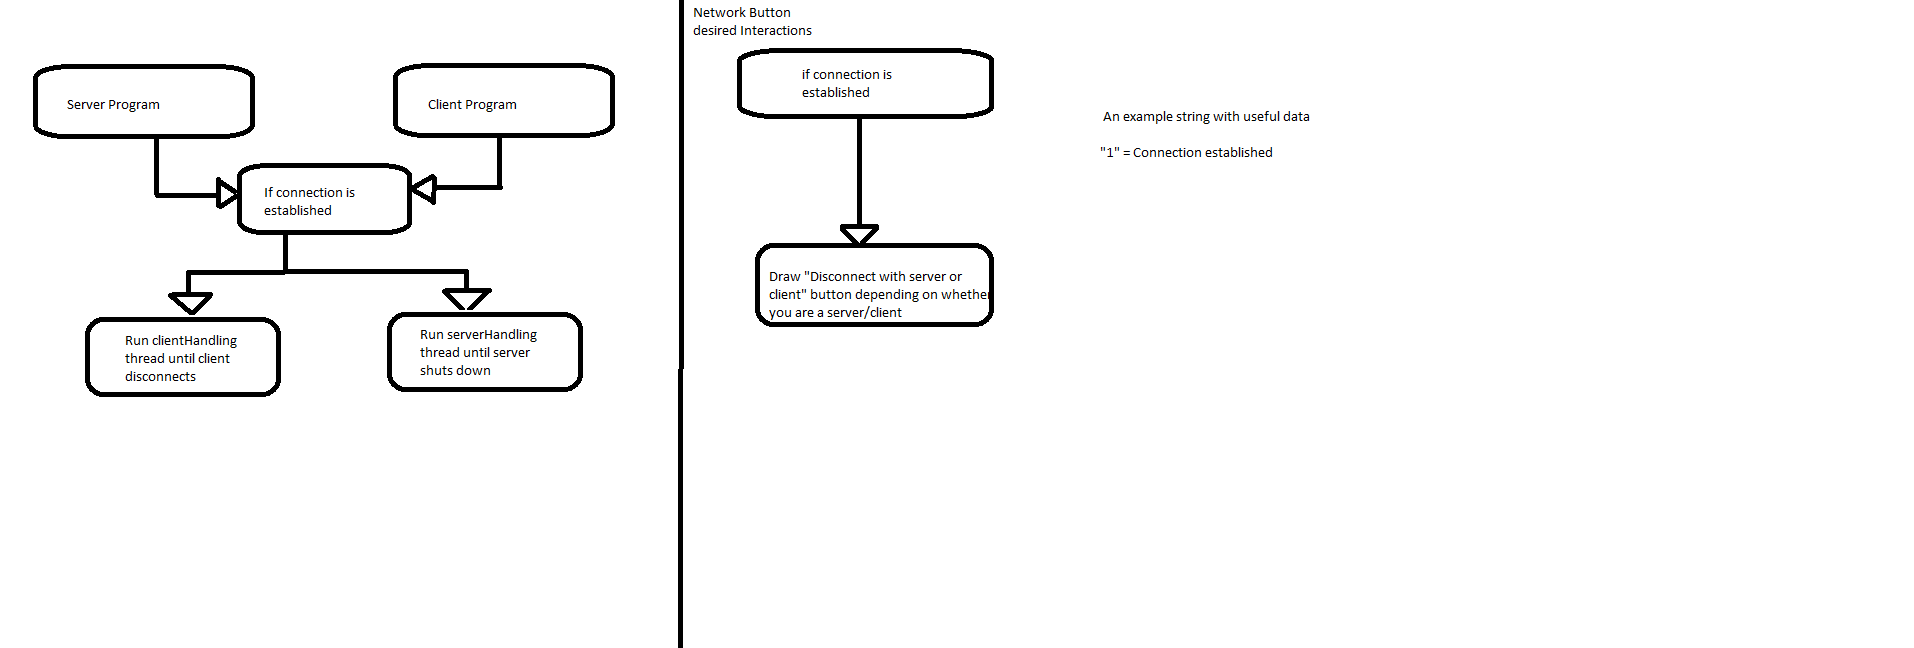 Server Program
Client Program
If connection is
established
Run clientHandling
thread until client
disconnects
Run serverHandling
thread until server
shuts down
Network Button
desired Interactions
if connection is
established
Draw "Disconnect with server or
client" button depending on whether
you are a server/client
An example string with useful data
"1" = Connection established